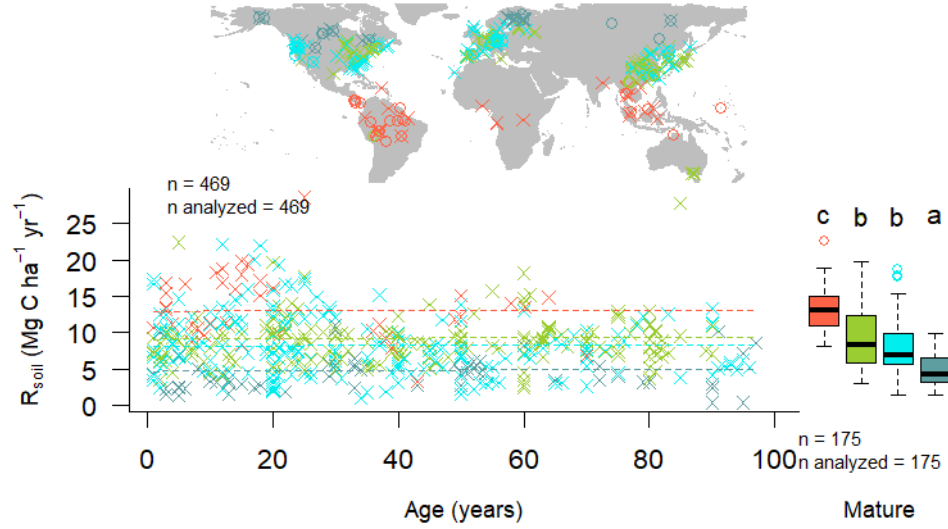 n = 469
n analyzed = 469
R_soil (Mg C ha⁻¹ yr⁻¹)
25
20
15
10
5
0
0 20 40 60 80 100
Age (years)
c b b a
n = 175
n analyzed = 175
Mature